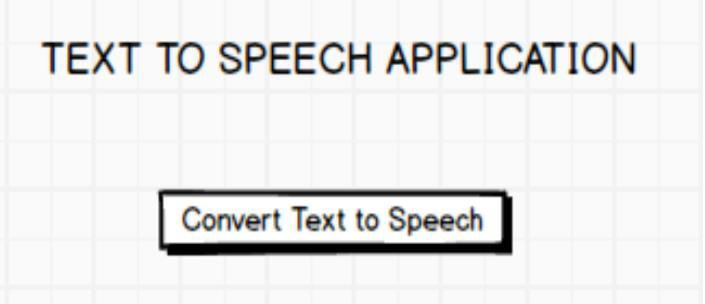 TEXT TO SPEECH APPLICATION
Convert Text to Speech